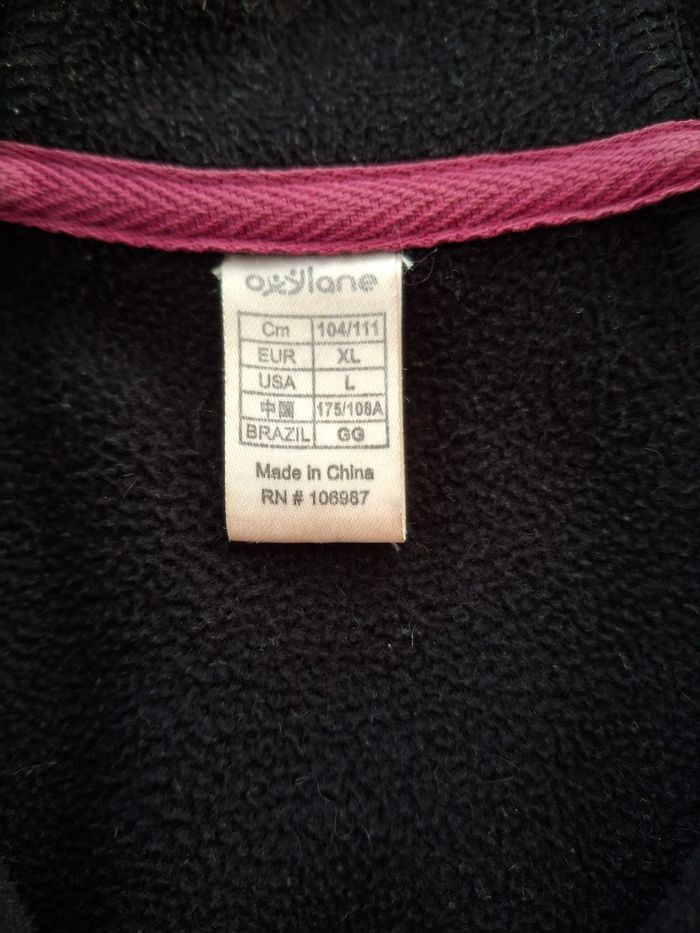 oxylane
Cm 104/111
EUR XL
USA L
中國 175/108A
BRAZIL GG
Made in China
RN # 106987